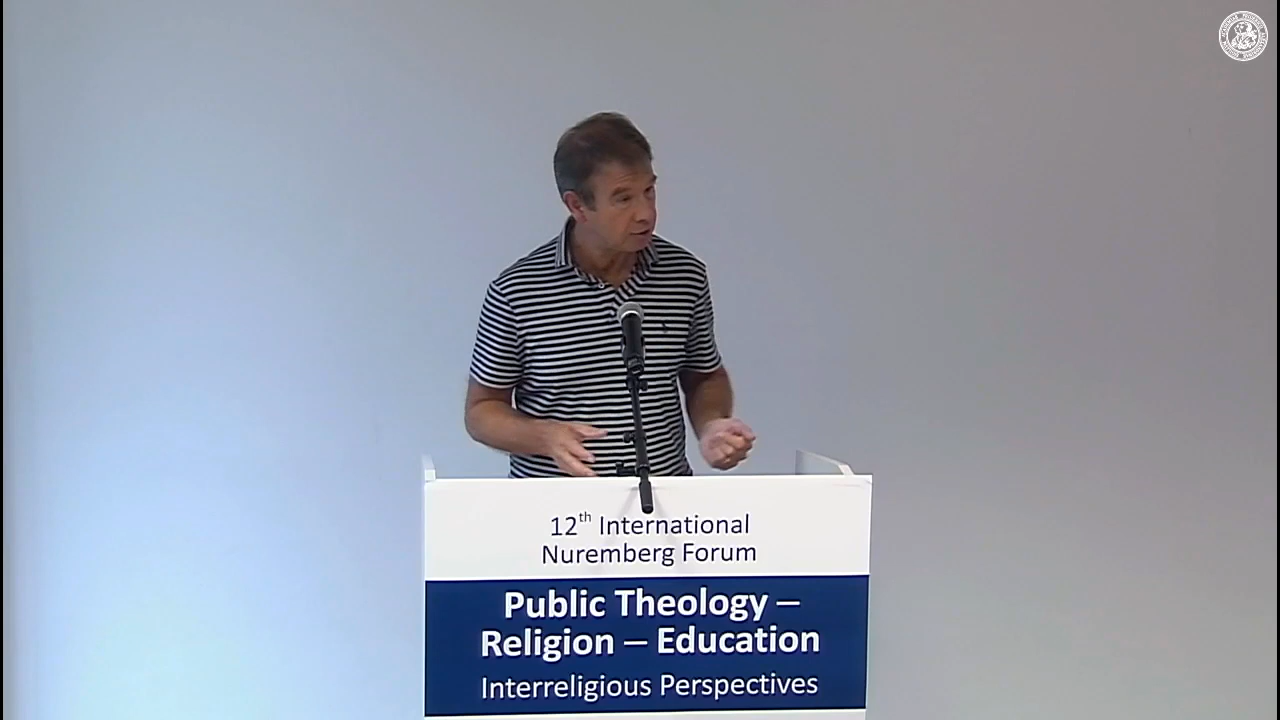 12th International
Nuremberg Forum
Public Theology –
Religion – Education
Interreligious Perspectives